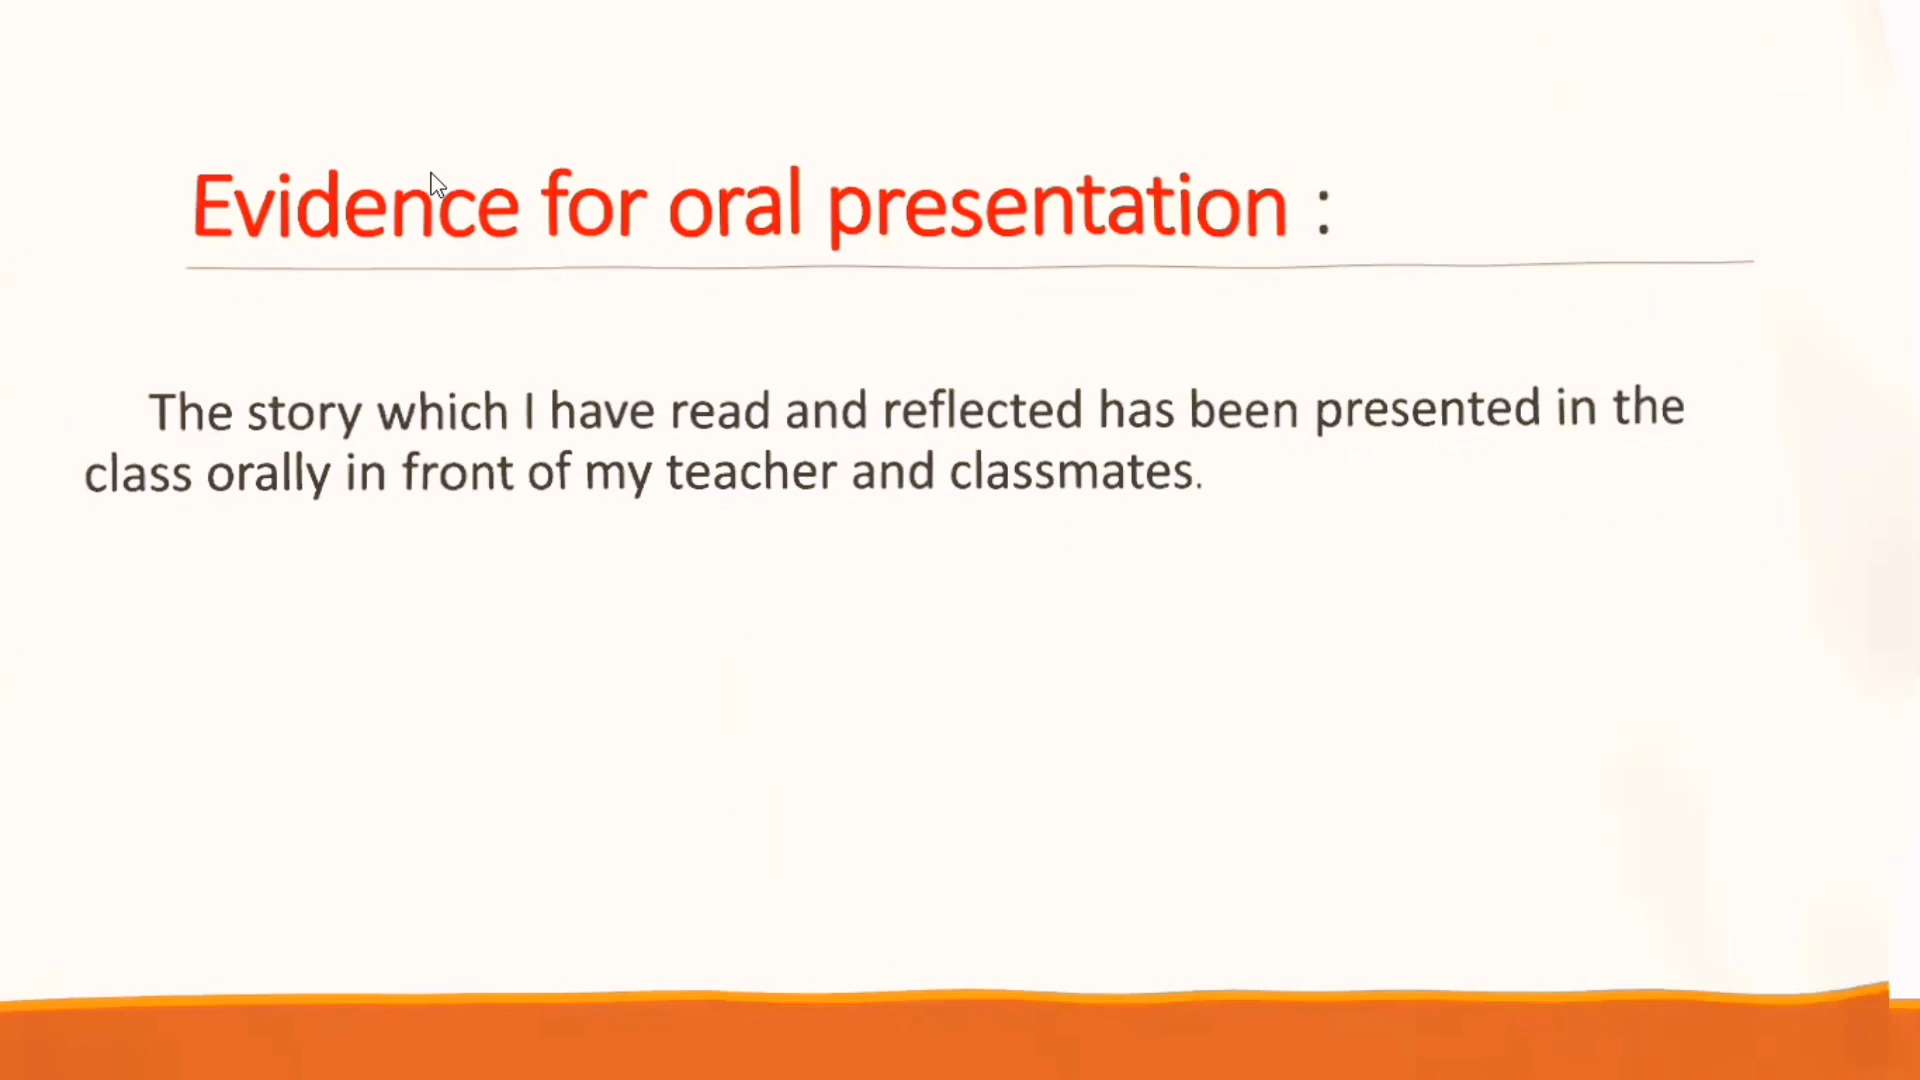 Evidence for oral presentation :
The story which I have read and reflected has been presented in the
class orally in front of my teacher and classmates.